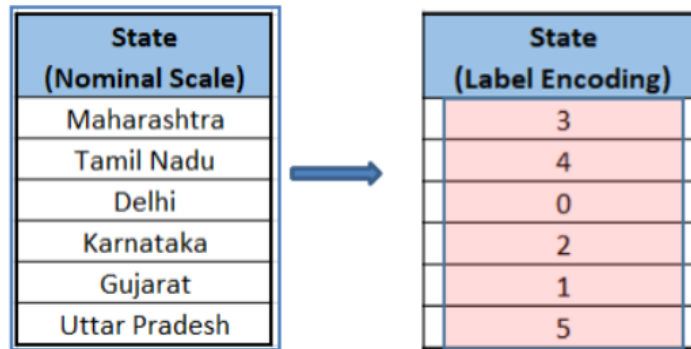 State
(Nominal Scale)
Maharashtra
Tamil Nadu
Delhi
Karnataka
Gujarat
Uttar Pradesh
State
(Label Encoding)
3
4
0
2
1
5